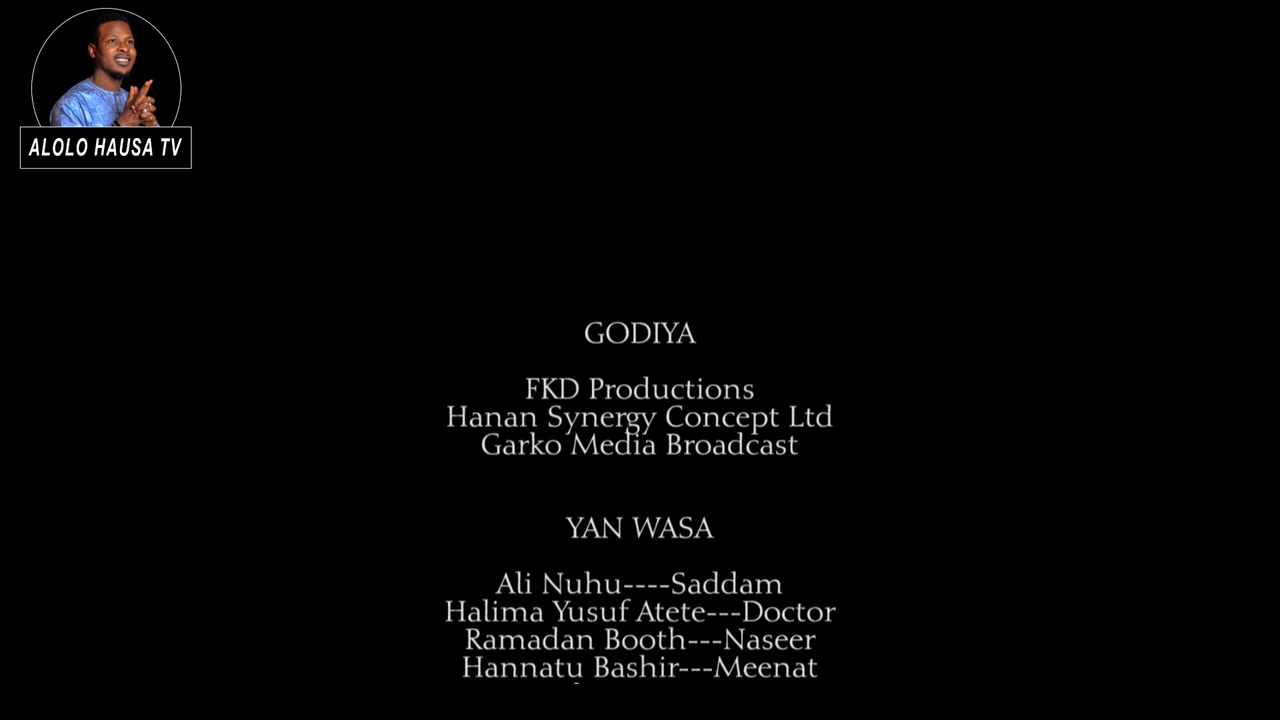 ALOLO HAUSA TV
GODIYA
FKD Productions
Hanan Synergy Concept Ltd
Garko Media Broadcast
YAN WASA
Ali Nuhu----Saddam
Halima Yusuf Atete---Doctor
Ramadan Booth---Naseer
Hannatu Bashir---Meenat